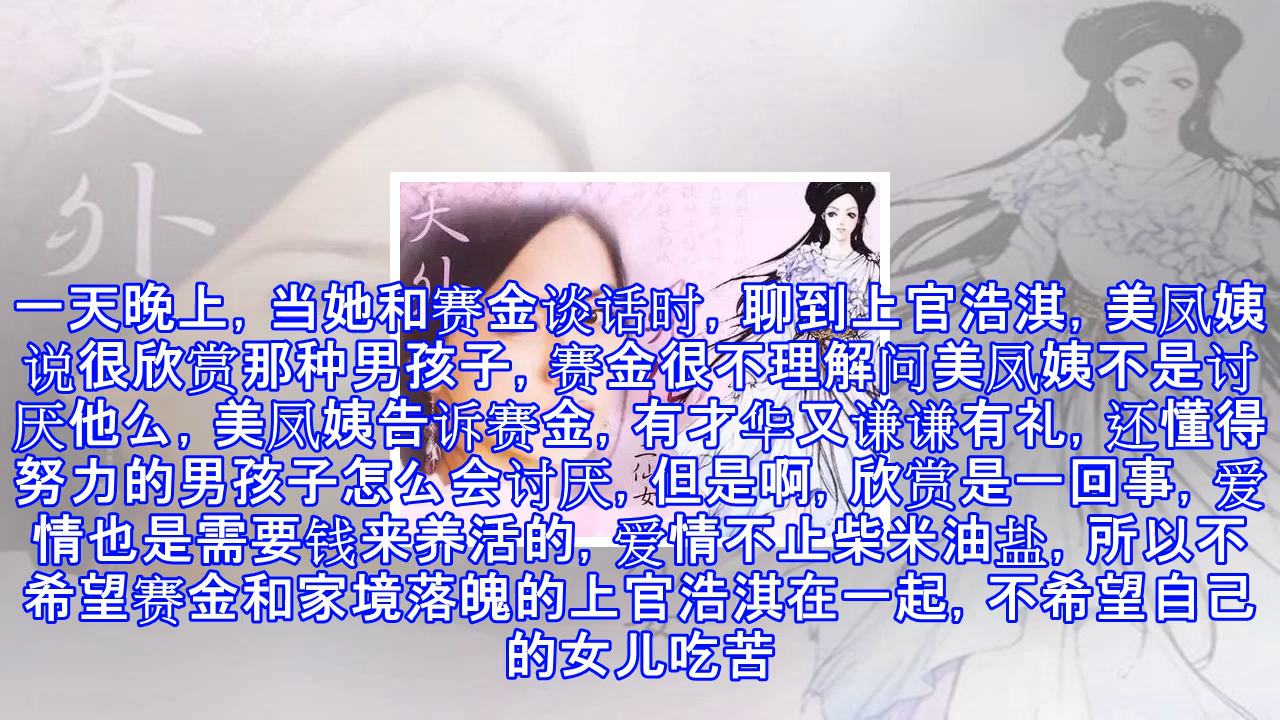 天外
天外
一天晚上, 当她和赛金谈话时, 聊到上官浩淇, 美凤姨
说很欣赏那种男孩子, 赛金很不理解问美凤姨不是讨
厌他么, 美凤姨告诉赛金, 有才华又谦谦有礼, 还懂得
努力的男孩子怎么会讨厌, 但是啊, 欣赏是一回事, 爱
情也是需要钱来养活的, 爱情不止柴米油盐, 所以不
希望赛金和家境落魄的上官浩淇在一起, 不希望自己
的女儿吃苦
仙女